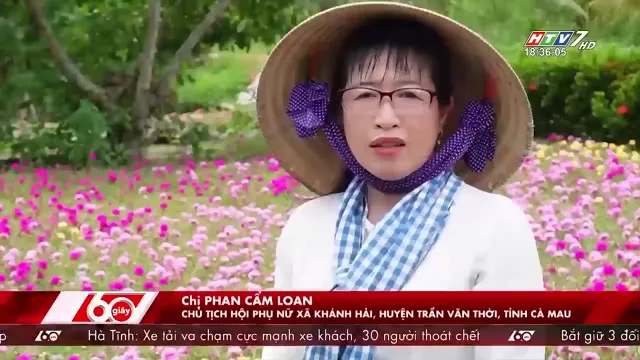 HTV7 HD
18:36:05
60 giây
Chị PHAN CẨM LOAN
CHỦ TỊCH HỘI PHỤ NỮ XÃ KHÁNH HẢI, HUYỆN TRẦN VĂN THỜI, TỈNH CÀ MAU
60 Hà Tĩnh: Xe tải va chạm cực mạnh xe khách, 30 người thoát chết 60 Bắt giữ 3